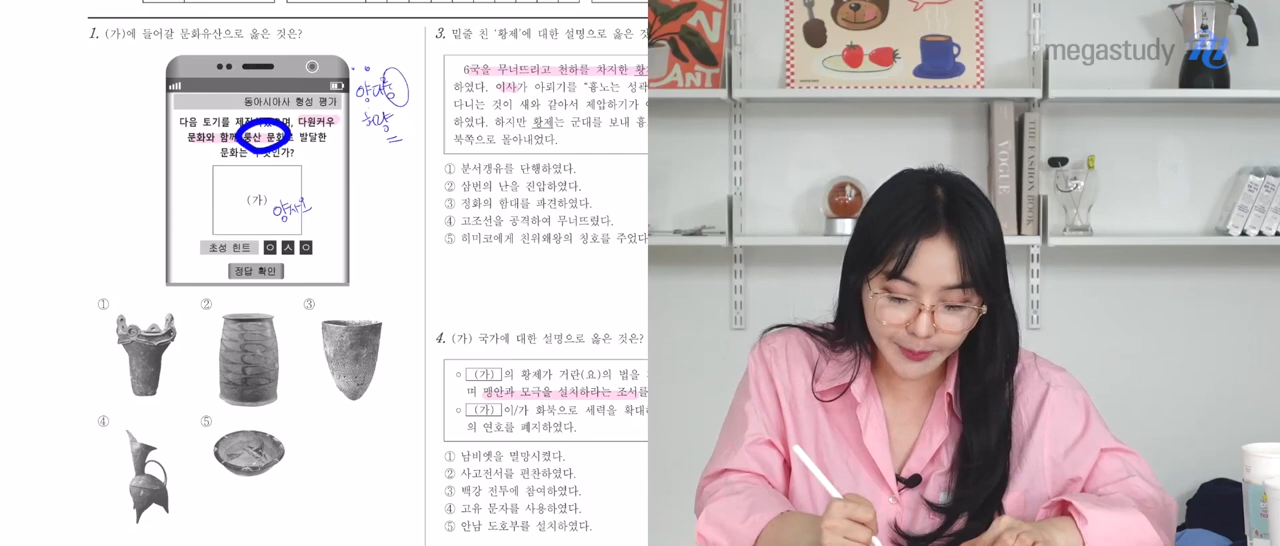 1. (가)에 들어갈 문화유산으로 옳은 것은?
동아시아사 형성 평가
다음 토기를 다원커우
문화와 함께 룽산 문화로 발달한
문화는 무엇인가?
(가)
초성 힌트 ㅇ ㅅ ㅇ
정답 확인
①
②
③
④
⑤
3. 밑줄 친 '황제'에 대한 설명으로 옳은
6국을 무너뜨리고 천하를 차지한 황
하였다. 이사가 아뢰기를 "흉노는 성곽
다니는 것이 새와 같아서 제압하기가
하였다. 하지만 황제는 군대를 보내 흉
북쪽으로 몰아내었다.
① 분서갱유를 단행하였다.
② 삼번의 난을 진압하였다.
③ 정화의 함대를 파견하였다.
④ 고조선을 공격하여 무너뜨렸다.
⑤ 히미코에게 친위왜왕의 칭호를 주었다
4. (가) 국가에 대한 설명으로 옳은 것은?
(가) 의 황제가 거란(요)의 법을
며 맹안과 모극을 설치하라는 조서를
(가) 이/가 화북으로 세력을 확대
의 연호를 폐지하였다.
① 남비엣을 멸망시켰다.
② 사고전서를 편찬하였다.
③ 백강 전투에 참여하였다.
④ 고유 문자를 사용하였다.
⑤ 안남 도호부를 설치하였다.
megastudy
ANT
VOGUE
THE FASHION BOOK